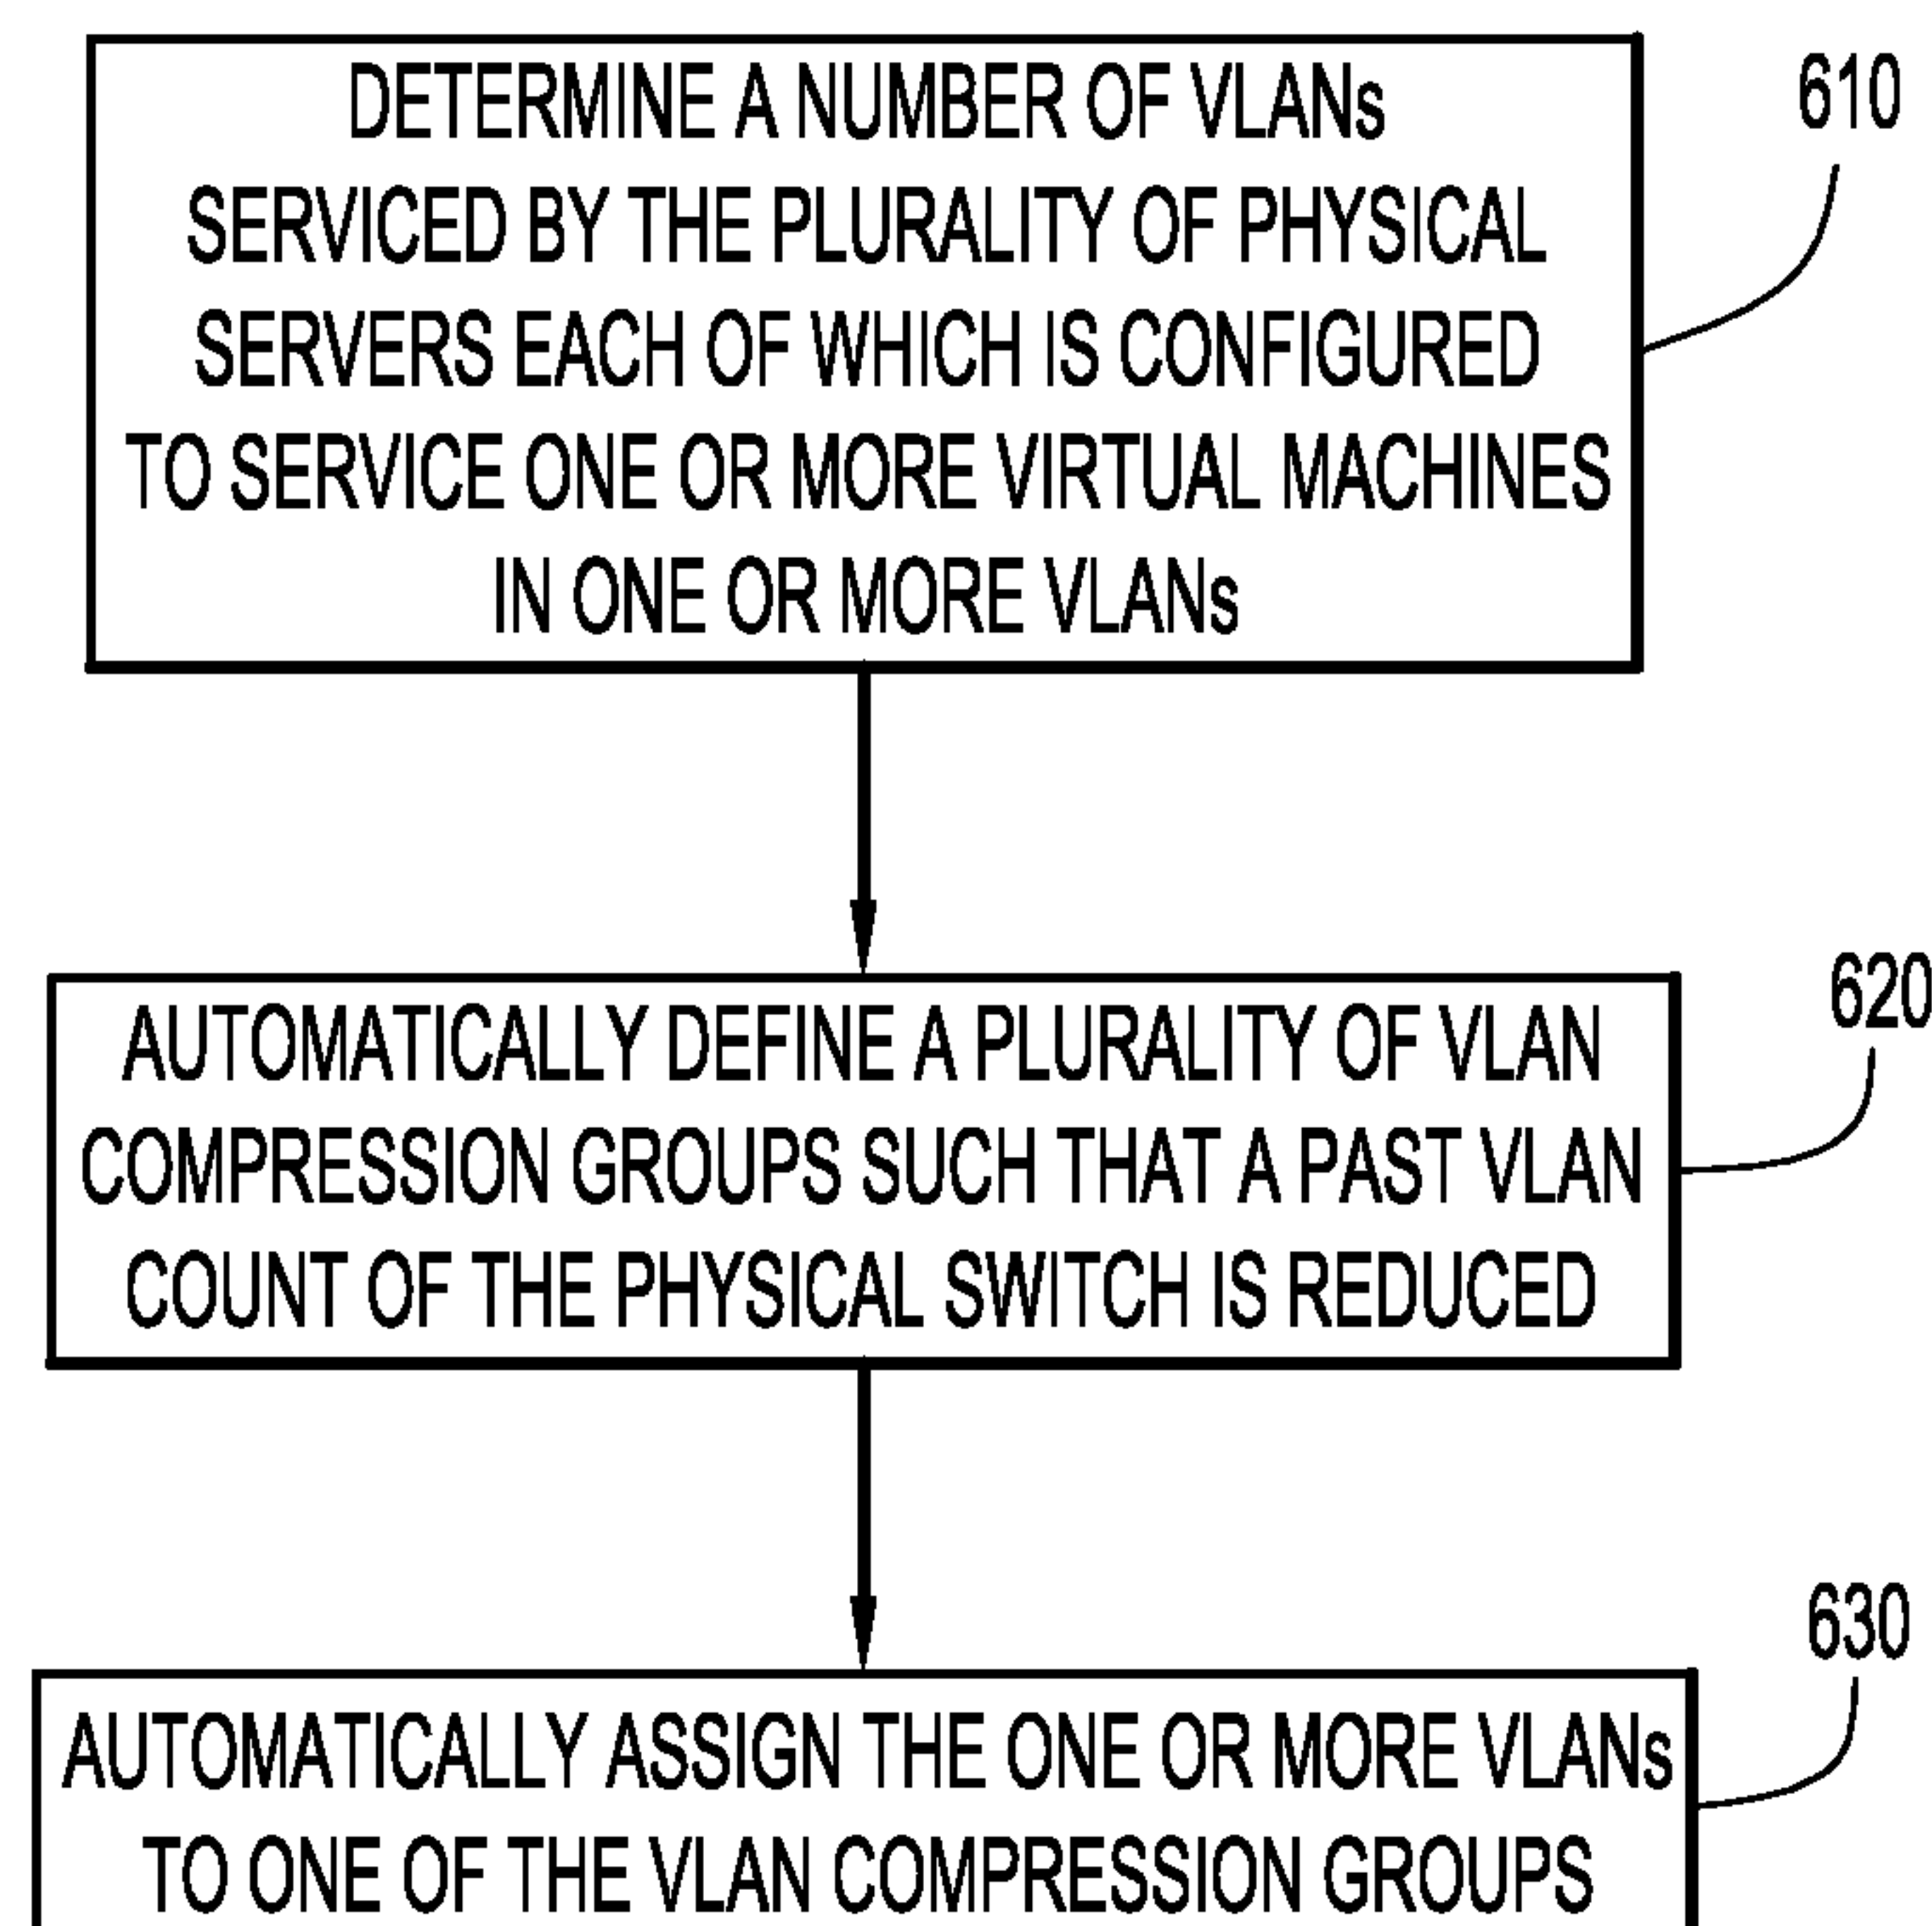 DETERMINE A NUMBER OF VLANs
SERVICED BY THE PLURALITY OF PHYSICAL
SERVERS EACH OF WHICH IS CONFIGURED
TO SERVICE ONE OR MORE VIRTUAL MACHINES
IN ONE OR MORE VLANs
610
AUTOMATICALLY DEFINE A PLURALITY OF VLAN
COMPRESSION GROUPS SUCH THAT A PAST VLAN
COUNT OF THE PHYSICAL SWITCH IS REDUCED
620
AUTOMATICALLY ASSIGN THE ONE OR MORE VLANs
TO ONE OF THE VLAN COMPRESSION GROUPS
630